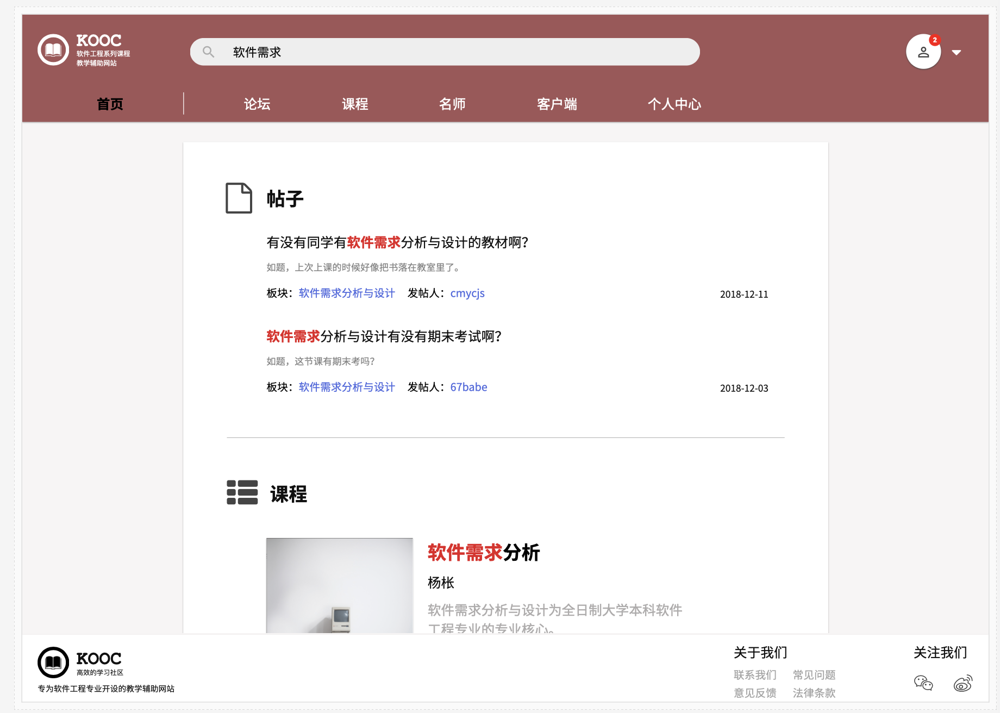 KOOC
软件工程系列课程
教学辅助网站
软件需求
2
首页
论坛
课程
名师
客户端
个人中心
帖子
有没有同学有软件需求分析与设计的教材啊？
如题，上次上课的时候好像把书落在教室里了。
板块：软件需求分析与设计 发帖人：cmycjs 2018-12-11
软件需求分析与设计有没有期末考试啊？
如题，这节课有期末考吗？
板块：软件需求分析与设计 发帖人：67babe 2018-12-03
课程
软件需求分析
杨枨
软件需求分析与设计为全日制大学本科软件
工程专业的专业核心。
KOOC
高效的学习社区
专为软件工程专业开设的教学辅助网站
关于我们
联系我们 常见问题
意见反馈 法律条款
关注我们